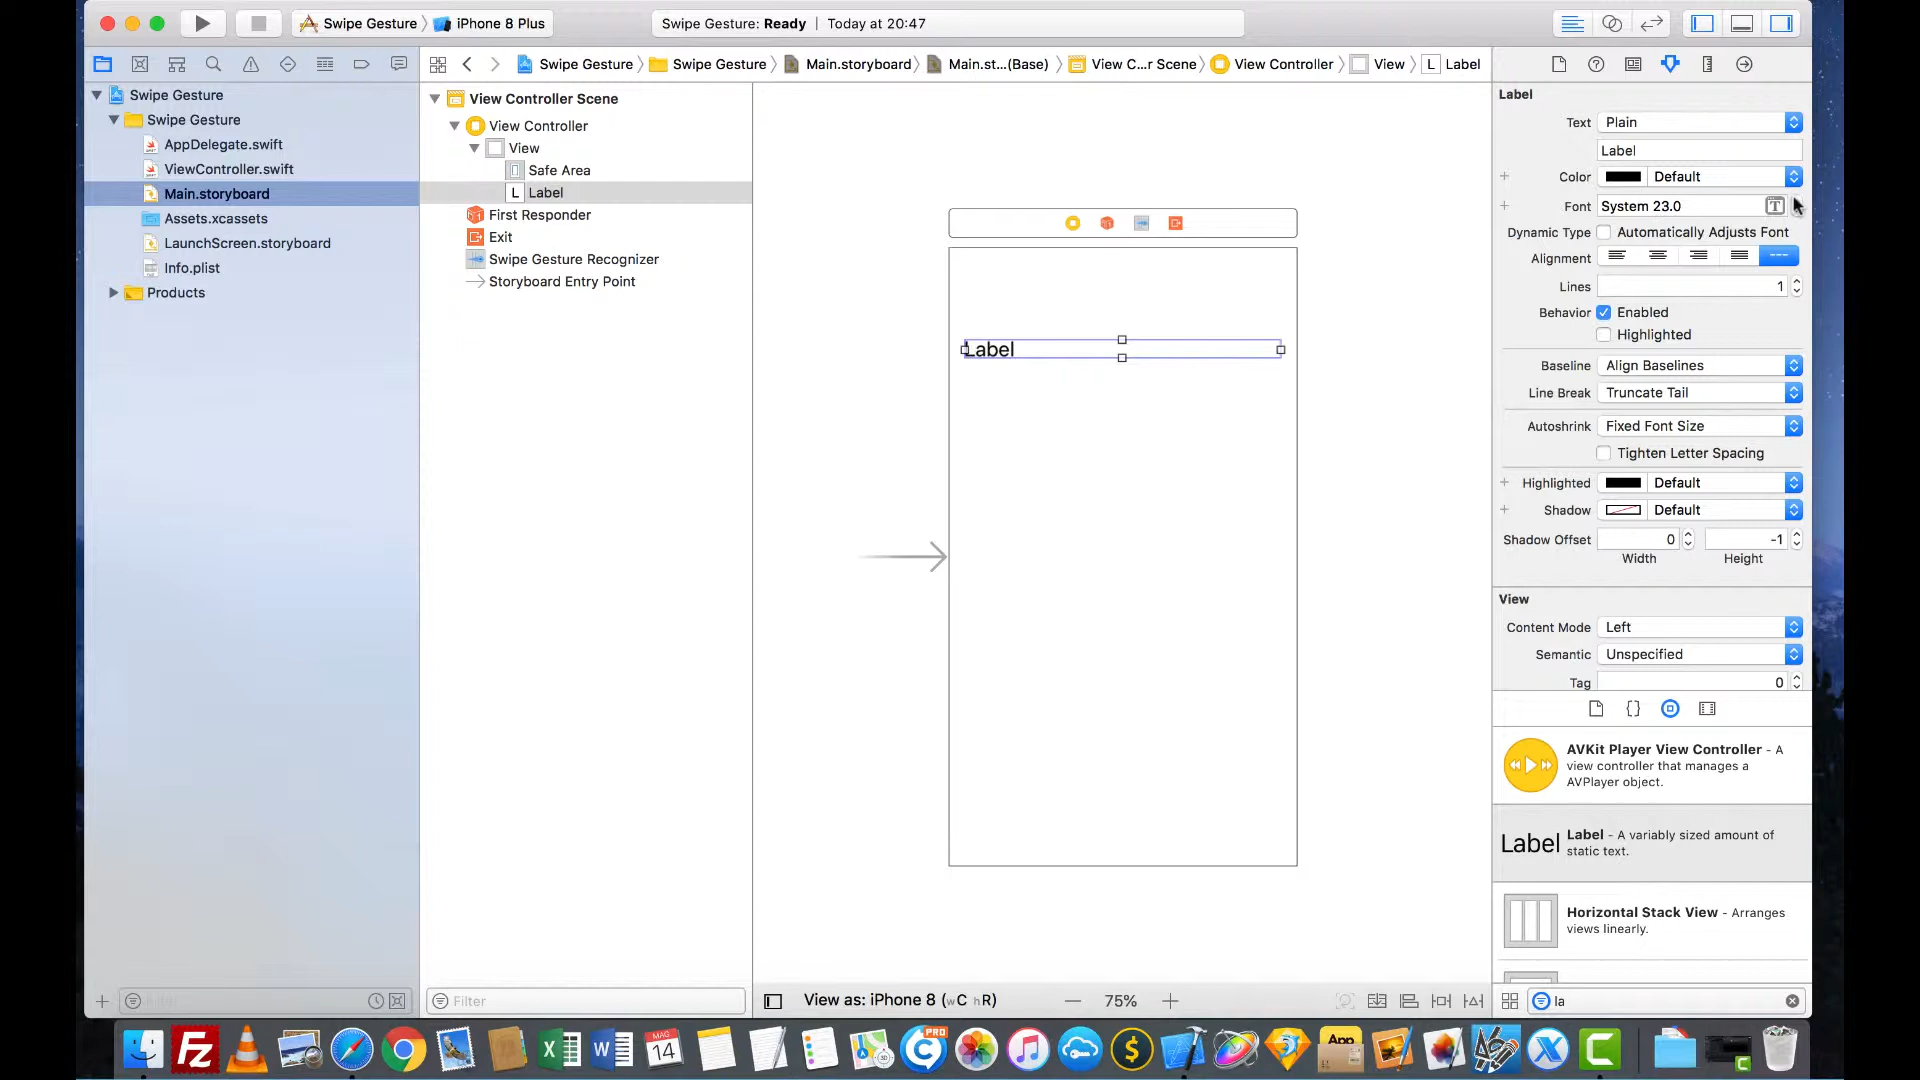 Swipe Gesture
iPhone 8 Plus
Swipe Gesture: Ready | Today at 20:47
Swipe Gesture
Swipe Gesture
Main.storyboard
Main.st...(Base)
View C...r Scene
View Controller
View
L Label
Swipe Gesture
Swipe Gesture
AppDelegate.swift
ViewController.swift
Main.storyboard
Assets.xcassets
LaunchScreen.storyboard
Info.plist
Products
View Controller Scene
View Controller
View
Safe Area
L Label
First Responder
Exit
Swipe Gesture Recognizer
Storyboard Entry Point
Label
Label
Text Plain
Label
Color Default
Font System 23.0 T
Dynamic Type Automatically Adjusts Font
Alignment
Lines 1
Behavior Enabled
Highlighted
Baseline Align Baselines
Line Break Truncate Tail
Autoshrink Fixed Font Size
Tighten Letter Spacing
Highlighted Default
Shadow Default
Shadow Offset 0 -1
Width Height
View
Content Mode Left
Semantic Unspecified
Tag 0
AVKit Player View Controller - A
view controller that manages a
AVPlayer object.
Label
Label - A variably sized amount of
static text.
Horizontal Stack View - Arranges
views linearly.
Filter
View as: iPhone 8 (wC hR)
75%
la
Fz
X
W
MAG
14
3D
PRO
C
$
App
X
C